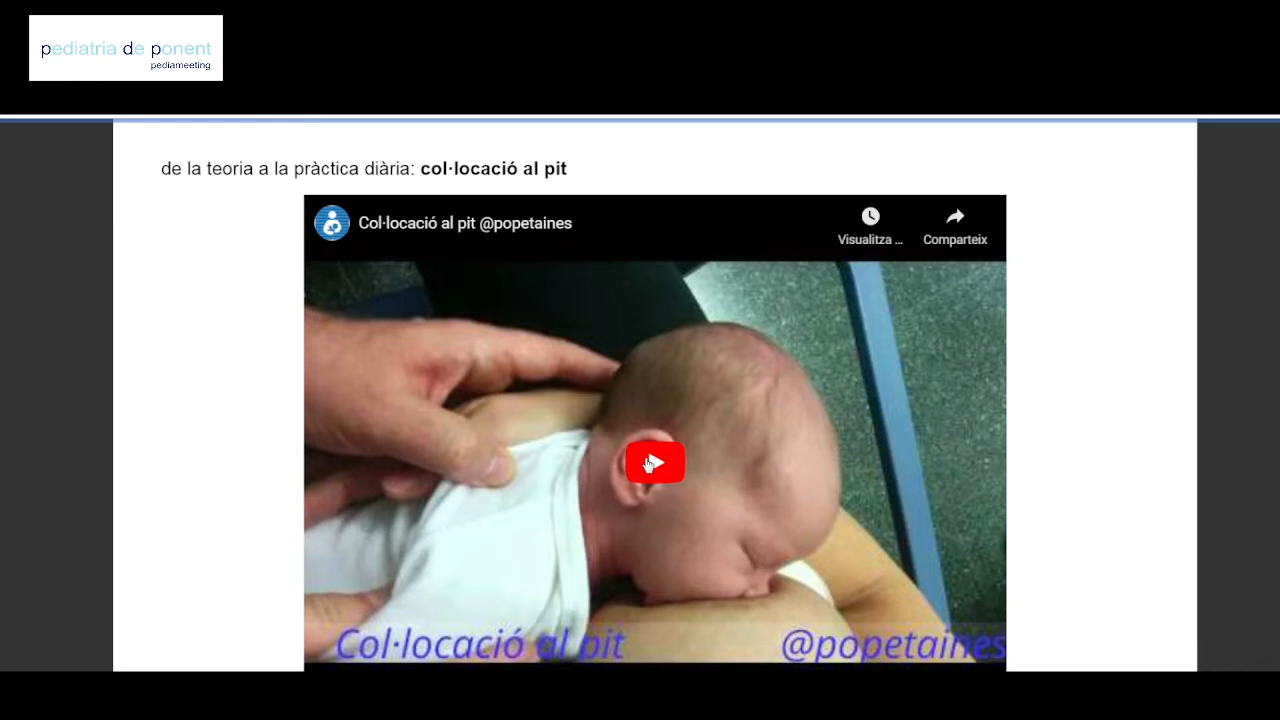 pediatria de ponent
pediameeting
de la teoria a la pràctica diària: col·locació al pit
Col·locació al pit @popetaines
Visualitza ...
Comparteix
Col·locació al pit @popetaines